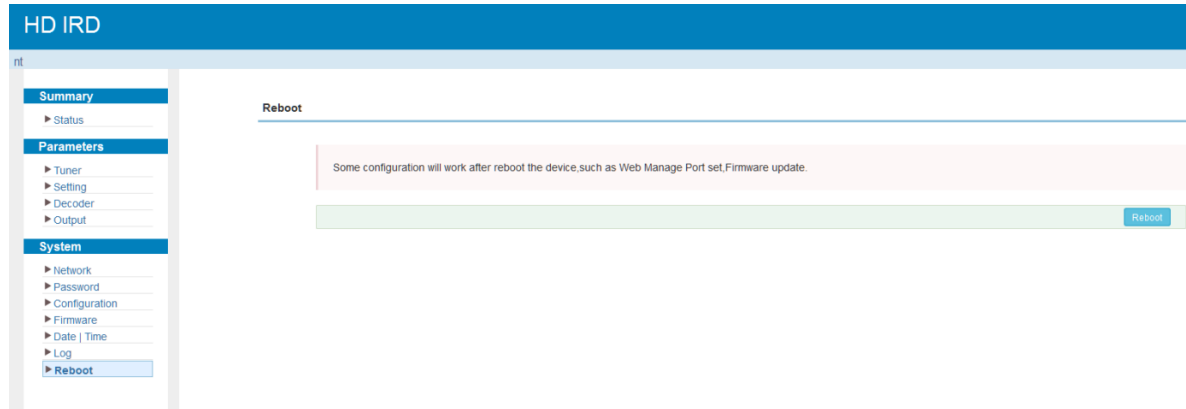 HD IRD
nt
Summary
Status
Parameters
Tuner
Setting
Decoder
Output
System
Network
Password
Configuration
Firmware
Date | Time
Log
Reboot
Reboot
Some configuration will work after reboot the device,such as Web Manage Port set,Firmware update.
Reboot